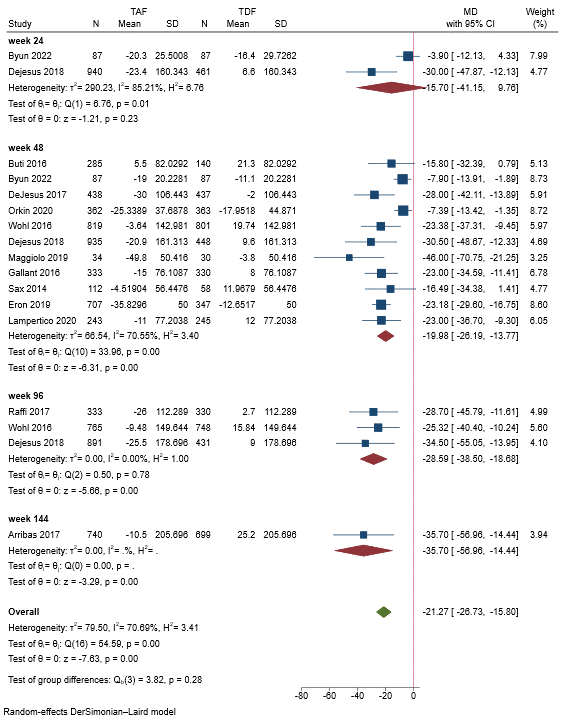 TAF TDF MD Weight
Study N Mean SD N Mean SD with 95% CI (%)
week 24
Byun 2022 87 -20.3 25.5008 87 -16.4 29.7262 -3.90 [ -12.13, 4.33] 7.99
Dejesus 2018 940 -23.4 160.343 461 6.6 160.343 -30.00 [ -47.87, -12.13] 4.77
Heterogeneity: τ²= 290.23, I²= 85.21%, H²= 6.76 -15.70 [ -41.15, 9.76]
Test of θᵢ= θⱼ: Q(1) = 6.76, p = 0.01
Test of θ = 0: z = -1.21, p = 0.23
week 48
Buti 2016 285 5.5 82.0292 140 21.3 82.0292 -15.80 [ -32.39, 0.79] 5.13
Byun 2022 87 -19 20.2281 87 -11.1 20.2281 -7.90 [ -13.91, -1.89] 8.73
DeJesus 2017 438 -30 106.443 437 -2 106.443 -28.00 [ -42.11, -13.89] 5.91
Orkin 2020 362 -25.3389 37.6878 363 -17.9518 44.871 -7.39 [ -13.42, -1.35] 8.72
Wohl 2016 819 -3.64 142.981 801 19.74 142.981 -23.38 [ -37.31, -9.45] 5.97
Dejesus 2018 935 -20.9 161.313 448 9.6 161.313 -30.50 [ -48.67, -12.33] 4.69
Maggiolo 2019 34 -49.8 50.416 30 -3.8 50.416 -46.00 [ -70.75, -21.25] 3.25
Gallant 2016 333 -15 76.1087 330 8 76.1087 -23.00 [ -34.59, -11.41] 6.78
Sax 2014 112 -4.51904 56.4476 58 11.9679 56.4476 -16.49 [ -34.38, 1.41] 4.77
Eron 2019 707 -35.8296 50 347 -12.6517 50 -23.18 [ -29.60, -16.75] 8.60
Lampertico 2020 243 -11 77.2038 245 12 77.2038 -23.00 [ -36.70, -9.30] 6.05
Heterogeneity: τ²= 66.54, I²= 70.55%, H²= 3.40 -19.98 [ -26.19, -13.77]
Test of θᵢ= θⱼ: Q(10) = 33.96, p = 0.00
Test of θ = 0: z = -6.31, p = 0.00
week 96
Raffi 2017 333 -26 112.289 330 2.7 112.289 -28.70 [ -45.79, -11.61] 4.99
Wohl 2016 765 -9.48 149.644 748 15.84 149.644 -25.32 [ -40.40, -10.24] 5.60
Dejesus 2018 891 -25.5 178.696 431 9 178.696 -34.50 [ -55.05, -13.95] 4.10
Heterogeneity: τ²= 0.00, I²= 0.00%, H²= 1.00 -28.59 [ -38.50, -18.68]
Test of θᵢ= θⱼ: Q(2) = 0.50, p = 0.78
Test of θ = 0: z = -5.66, p = 0.00
week 144
Arribas 2017 740 -10.5 205.696 699 25.2 205.696 -35.70 [ -56.96, -14.44] 3.94
Heterogeneity: τ²= 0.00, I²= .%, H²= . -35.70 [ -56.96, -14.44]
Test of θᵢ= θⱼ: Q(0) = 0.00, p = .
Test of θ = 0: z = -3.29, p = 0.00
Overall -21.27 [ -26.73, -15.80]
Heterogeneity: τ²= 79.50, I²= 70.69%, H²= 3.41
Test of θᵢ= θⱼ: Q(16) = 54.59, p = 0.00
Test of θ = 0: z = -7.63, p = 0.00
Test of group differences: Qb(3) = 3.82, p = 0.28
-80 -60 -40 -20 0
Random-effects DerSimonian–Laird model